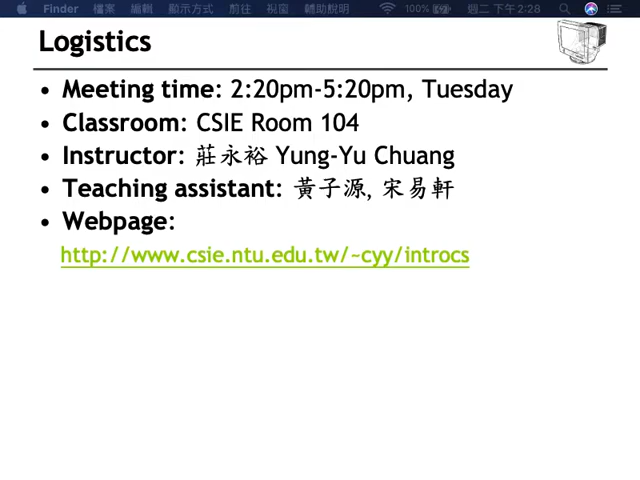 Finder 檔案 編輯 顯示方式 前往 視窗 輔助說明 100% 週二 下午2:28
Logistics
• Meeting time: 2:20pm-5:20pm, Tuesday
• Classroom: CSIE Room 104
• Instructor: 莊永裕 Yung-Yu Chuang
• Teaching assistant: 黃子源, 宋易軒
• Webpage:
http://www.csie.ntu.edu.tw/~cyy/introcs